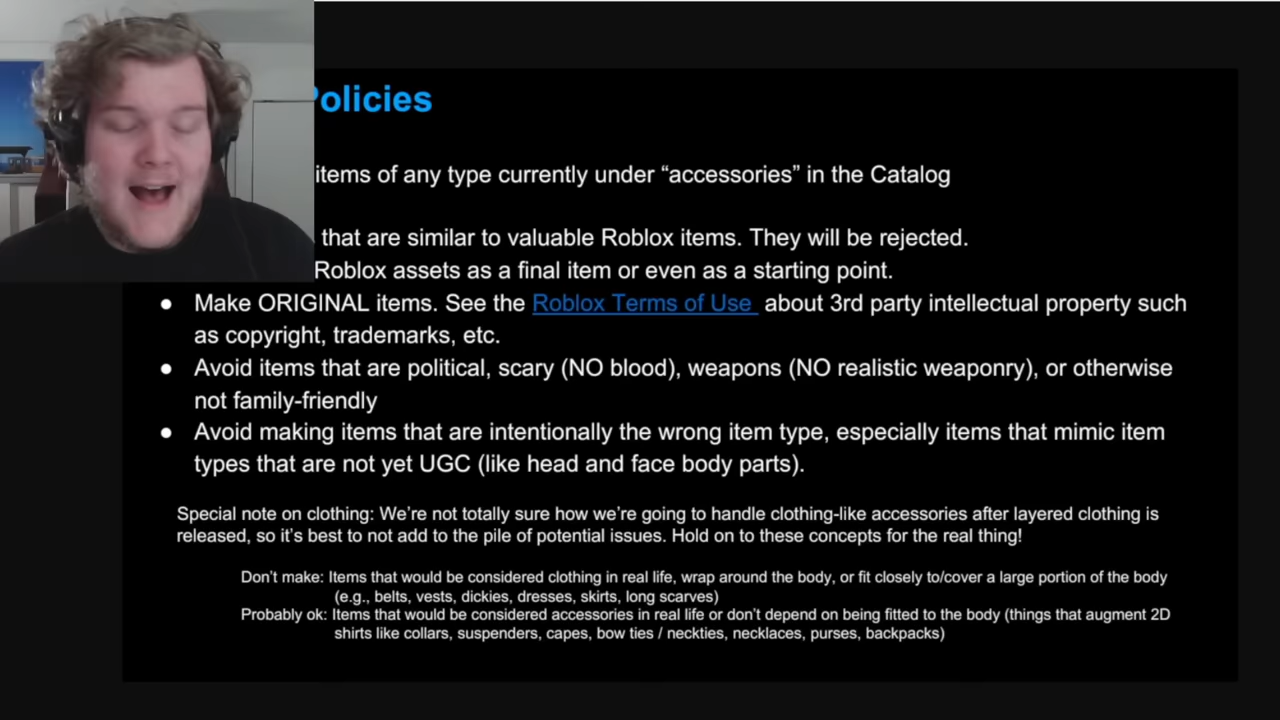 Policies
items of any type currently under “accessories” in the Catalog
that are similar to valuable Roblox items. They will be rejected.
Roblox assets as a final item or even as a starting point.
● Make ORIGINAL items. See the Roblox Terms of Use about 3rd party intellectual property such
as copyright, trademarks, etc.
● Avoid items that are political, scary (NO blood), weapons (NO realistic weaponry), or otherwise
not family-friendly
● Avoid making items that are intentionally the wrong item type, especially items that mimic item
types that are not yet UGC (like head and face body parts).
Special note on clothing: We’re not totally sure how we’re going to handle clothing-like accessories after layered clothing is
released, so it’s best to not add to the pile of potential issues. Hold on to these concepts for the real thing!
Don’t make: Items that would be considered clothing in real life, wrap around the body, or fit closely to/cover a large portion of the body
(e.g., belts, vests, dickies, dresses, skirts, long scarves)
Probably ok: Items that would be considered accessories in real life or don’t depend on being fitted to the body (things that augment 2D
shirts like collars, suspenders, capes, bow ties / neckties, necklaces, purses, backpacks)